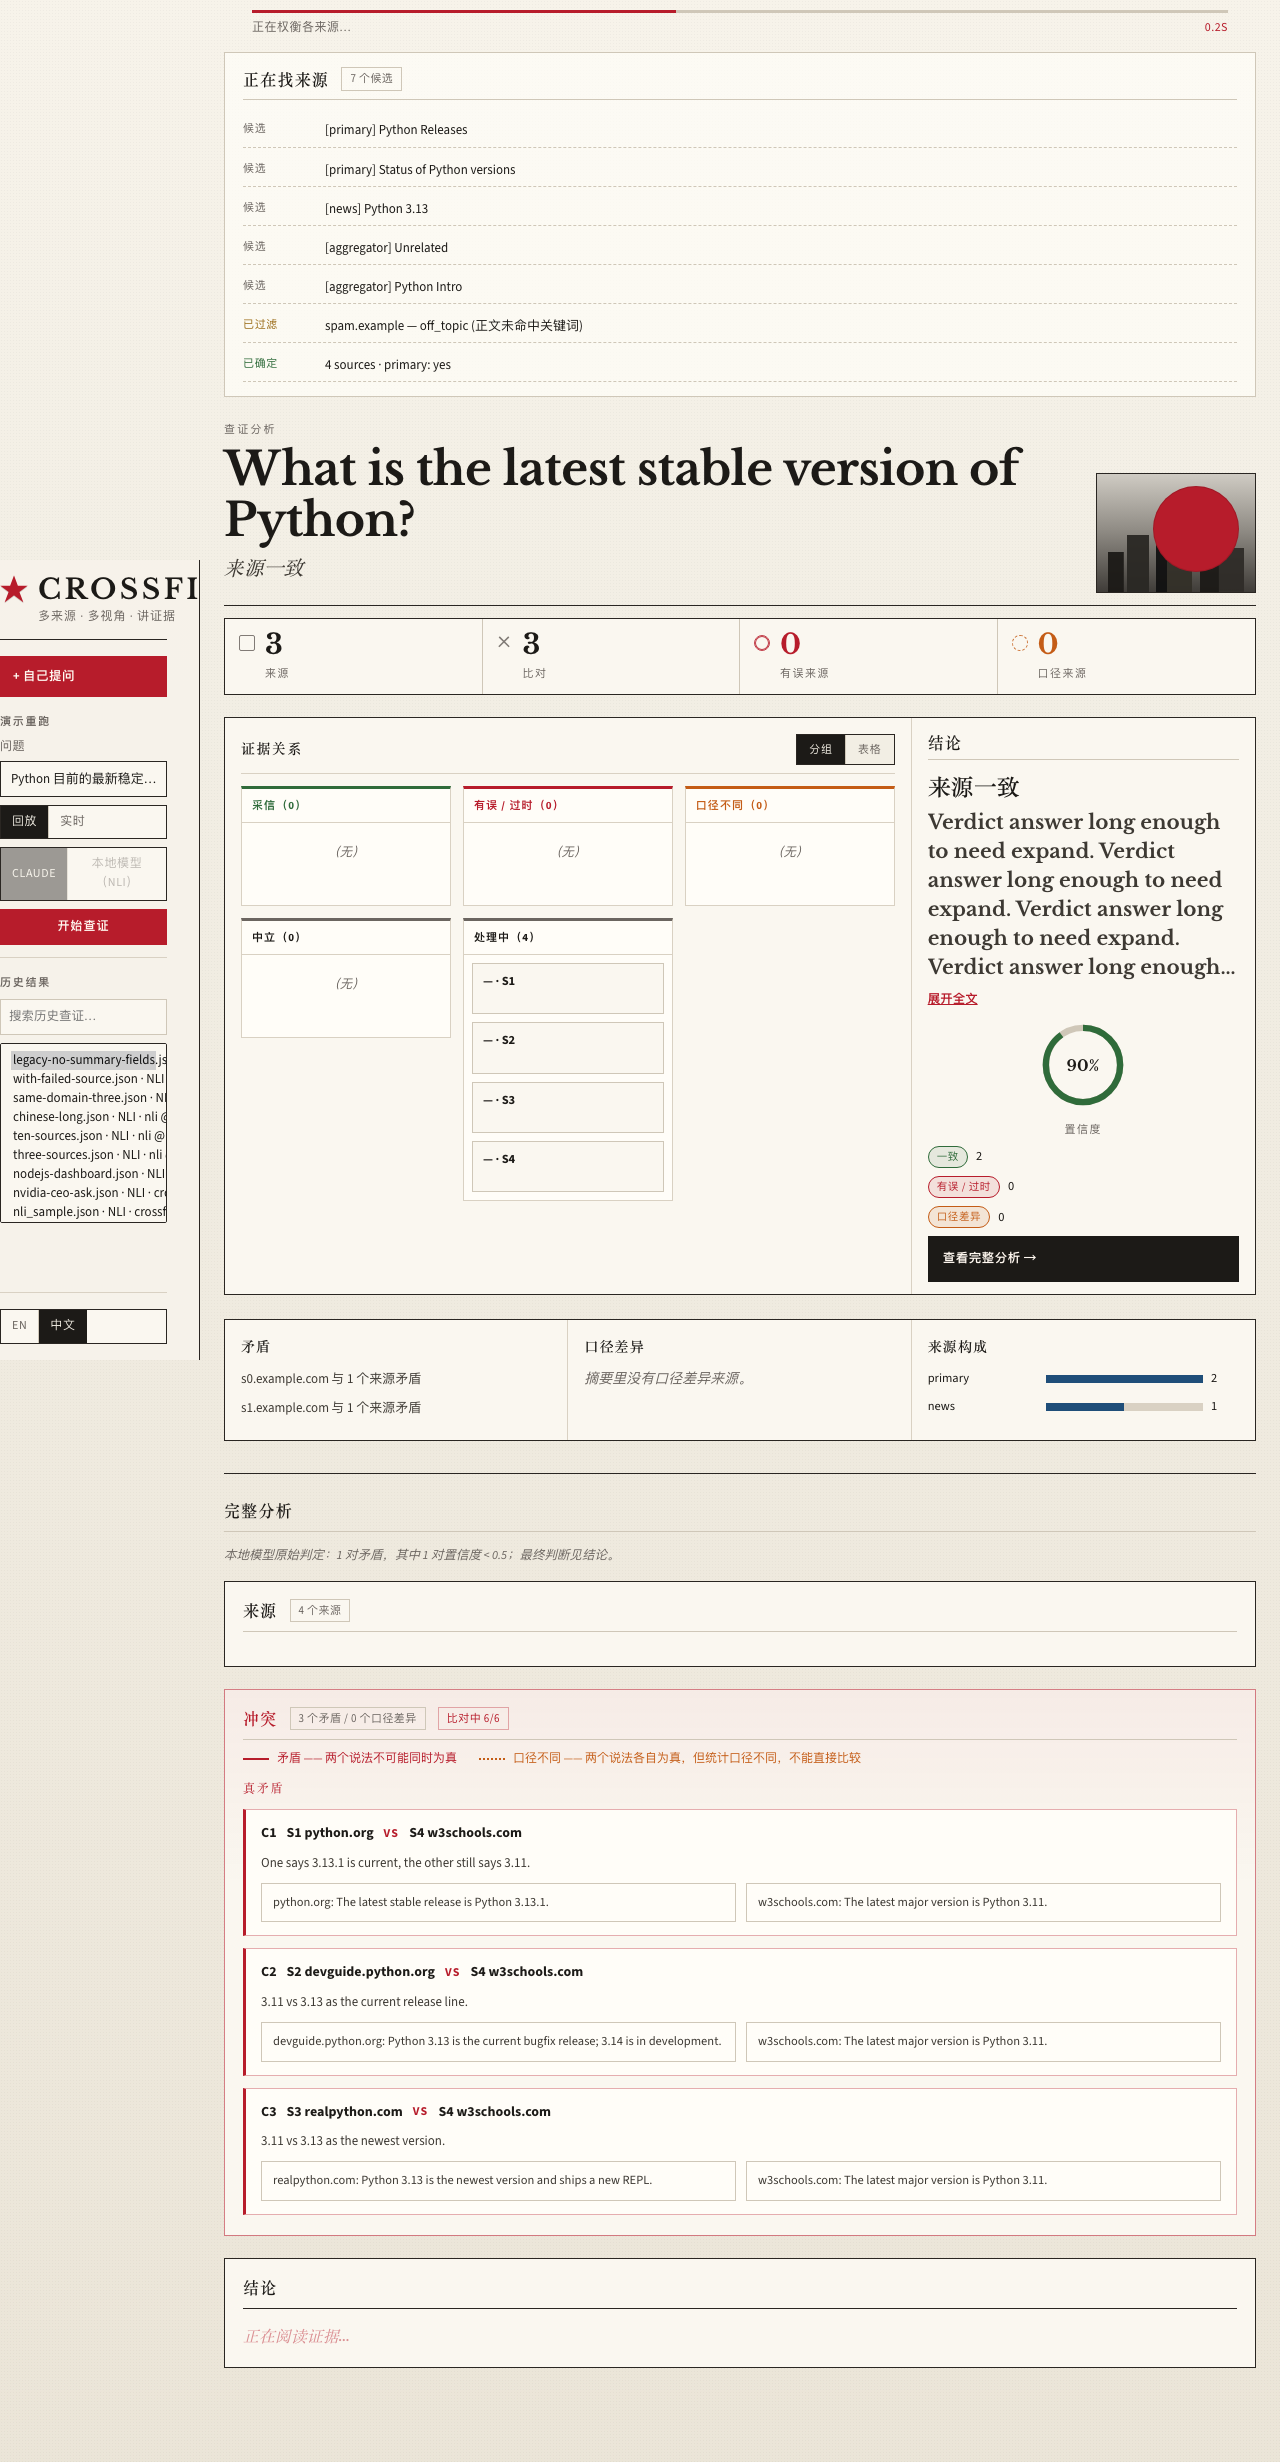 正在权衡各来源…
0.2S
正在找来源 7 个候选
候选 [primary] Python Releases
候选 [primary] Status of Python versions
候选 [news] Python 3.13
候选 [aggregator] Unrelated
候选 [aggregator] Python Intro
已过滤 spam.example — off_topic (正文未命中关键词)
已确定 4 sources · primary: yes
查证分析
What is the latest stable version of
Python?
来源一致
★ CROSSFI
多来源 · 多视角 · 讲证据
+ 自己提问
演示重跑
问题
Python 目前的最新稳定…
回放 实时
CLAUDE 本地模型
(NLI)
开始查证
历史结果
搜索历史查证…
legacy-no-summary-fields.js
with-failed-source.json · NLI
same-domain-three.json · N
chinese-long.json · NLI · nli @
ten-sources.json · NLI · nli @
three-sources.json · NLI · nli
nodejs-dashboard.json · NLI
nvidia-ceo-ask.json · NLI · cr
nli_sample.json · NLI · crossf
EN 中文
3
来源
× 3
比对
0
有误来源
0
口径来源
证据关系
分组 表格
采信（0）
（无）
有误 / 过时（0）
（无）
口径不同（0）
（无）
中立（0）
（无）
处理中（4）
— · S1
— · S2
— · S3
— · S4
结论
来源一致
Verdict answer long enough
to need expand. Verdict
answer long enough to need
expand. Verdict answer long
enough to need expand.
Verdict answer long enough...
展开全文
90%
置信度
一致 2
有误 / 过时 0
口径差异 0
查看完整分析 →
矛盾
s0.example.com 与 1 个来源矛盾
s1.example.com 与 1 个来源矛盾
口径差异
摘要里没有口径差异来源。
来源构成
primary 2
news 1
完整分析
本地模型原始判定：1 对矛盾，其中 1 对置信度 < 0.5；最终判断见结论。
来源 4 个来源
冲突 3 个矛盾 / 0 个口径差异 比对中 6/6
矛盾 —— 两个说法不可能同时为真 口径不同 —— 两个说法各自为真，但统计口径不同，不能直接比较
真矛盾
C1 S1 python.org VS S4 w3schools.com
One says 3.13.1 is current, the other still says 3.11.
python.org: The latest stable release is Python 3.13.1.
w3schools.com: The latest major version is Python 3.11.
C2 S2 devguide.python.org VS S4 w3schools.com
3.11 vs 3.13 as the current release line.
devguide.python.org: Python 3.13 is the current bugfix release; 3.14 is in development.
w3schools.com: The latest major version is Python 3.11.
C3 S3 realpython.com VS S4 w3schools.com
3.11 vs 3.13 as the newest version.
realpython.com: Python 3.13 is the newest version and ships a new REPL.
w3schools.com: The latest major version is Python 3.11.
结论
正在阅读证据…